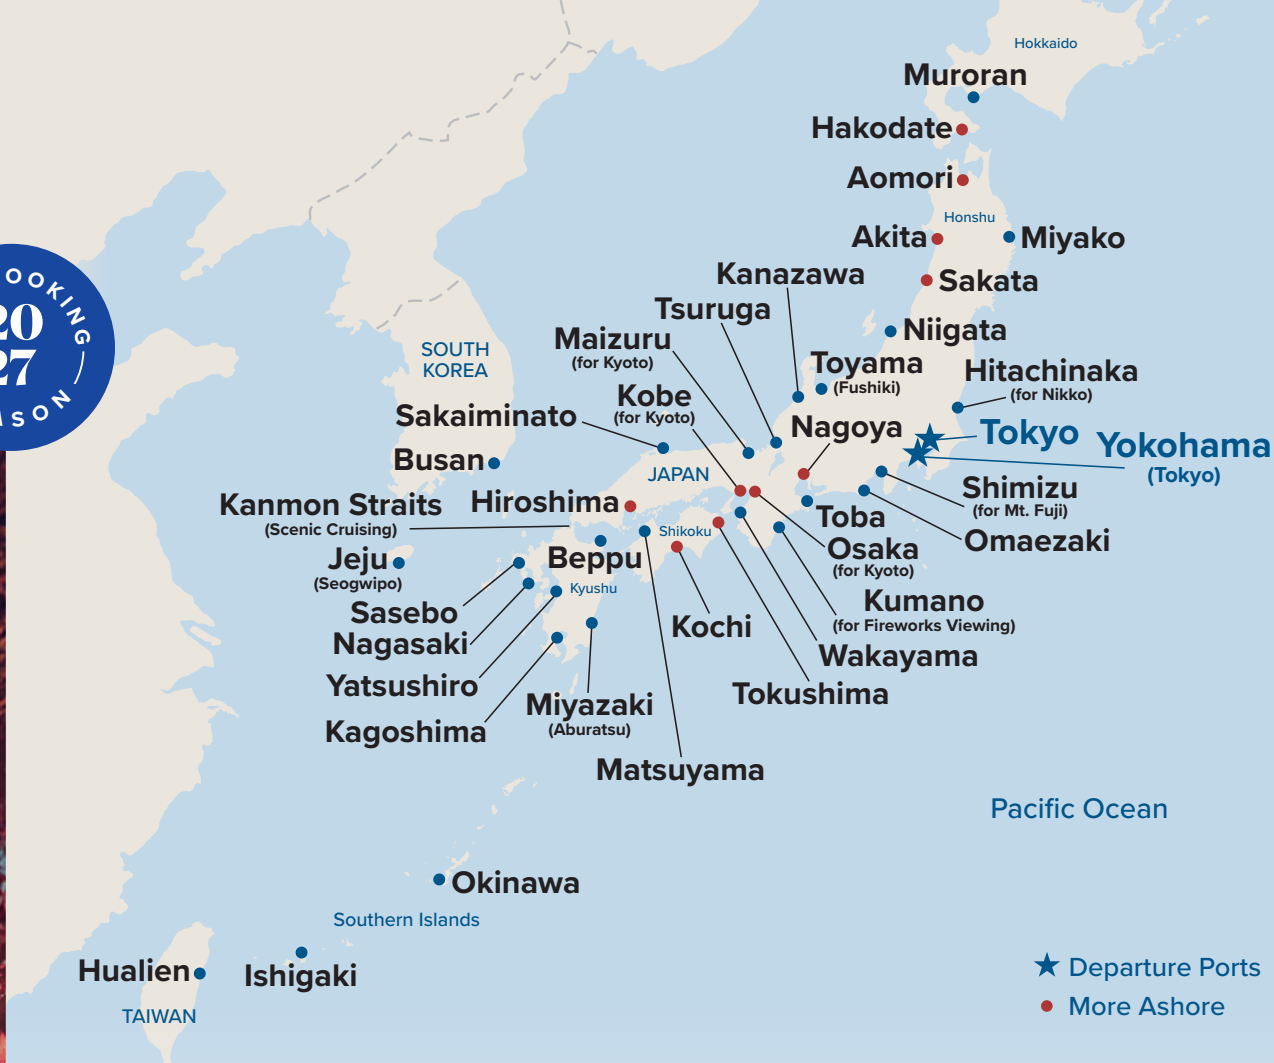 Hokkaido
Muroran
Hakodate
Aomori
Honshu
Akita
Miyako
Kanazawa
Sakata
Tsuruga
Niigata
Maizuru
(for Kyoto)
Toyama
(Fushiki)
Hitachinaka
(for Nikko)
SOUTH
KOREA
Kobe
(for Kyoto)
Sakaiminato
Nagoya
Tokyo
Yokohama
(Tokyo)
Busan
JAPAN
Shimizu
(for Mt. Fuji)
Kanmon Straits
(Scenic Cruising)
Hiroshima
Toba
Shikoku
Omaezaki
Osaka
(for Kyoto)
Jeju
(Seogwipo)
Beppu
Kyushu
Kumano
(for Fireworks Viewing)
Sasebo
Nagasaki
Kochi
Wakayama
Yatsushiro
Tokushima
Miyazaki
(Aburatsu)
Kagoshima
Matsuyama
Pacific Ocean
Okinawa
Southern Islands
Hualien
Ishigaki
TAIWAN
Departure Ports
More Ashore
OOKING
20
27
SON